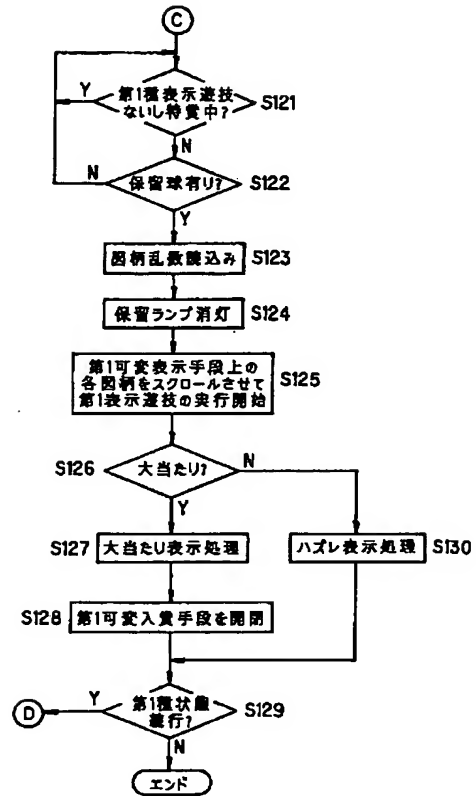 C
第1種表示遊技
ないし特賞中?
Y
S121
N
N
保留球有り?
S122
Y
図柄乱数読込み
S123
保留ランプ消灯
S124
第1可変表示手段上の
各図柄をスクロールさせて
第1表示遊技の実行開始
S125
S126
大当たり?
N
Y
S127
大当たり表示処理
ハズレ表示処理
S130
S128
第1可変入賞手段を開閉
D
Y
第1種状態
続行?
S129
N
エンド